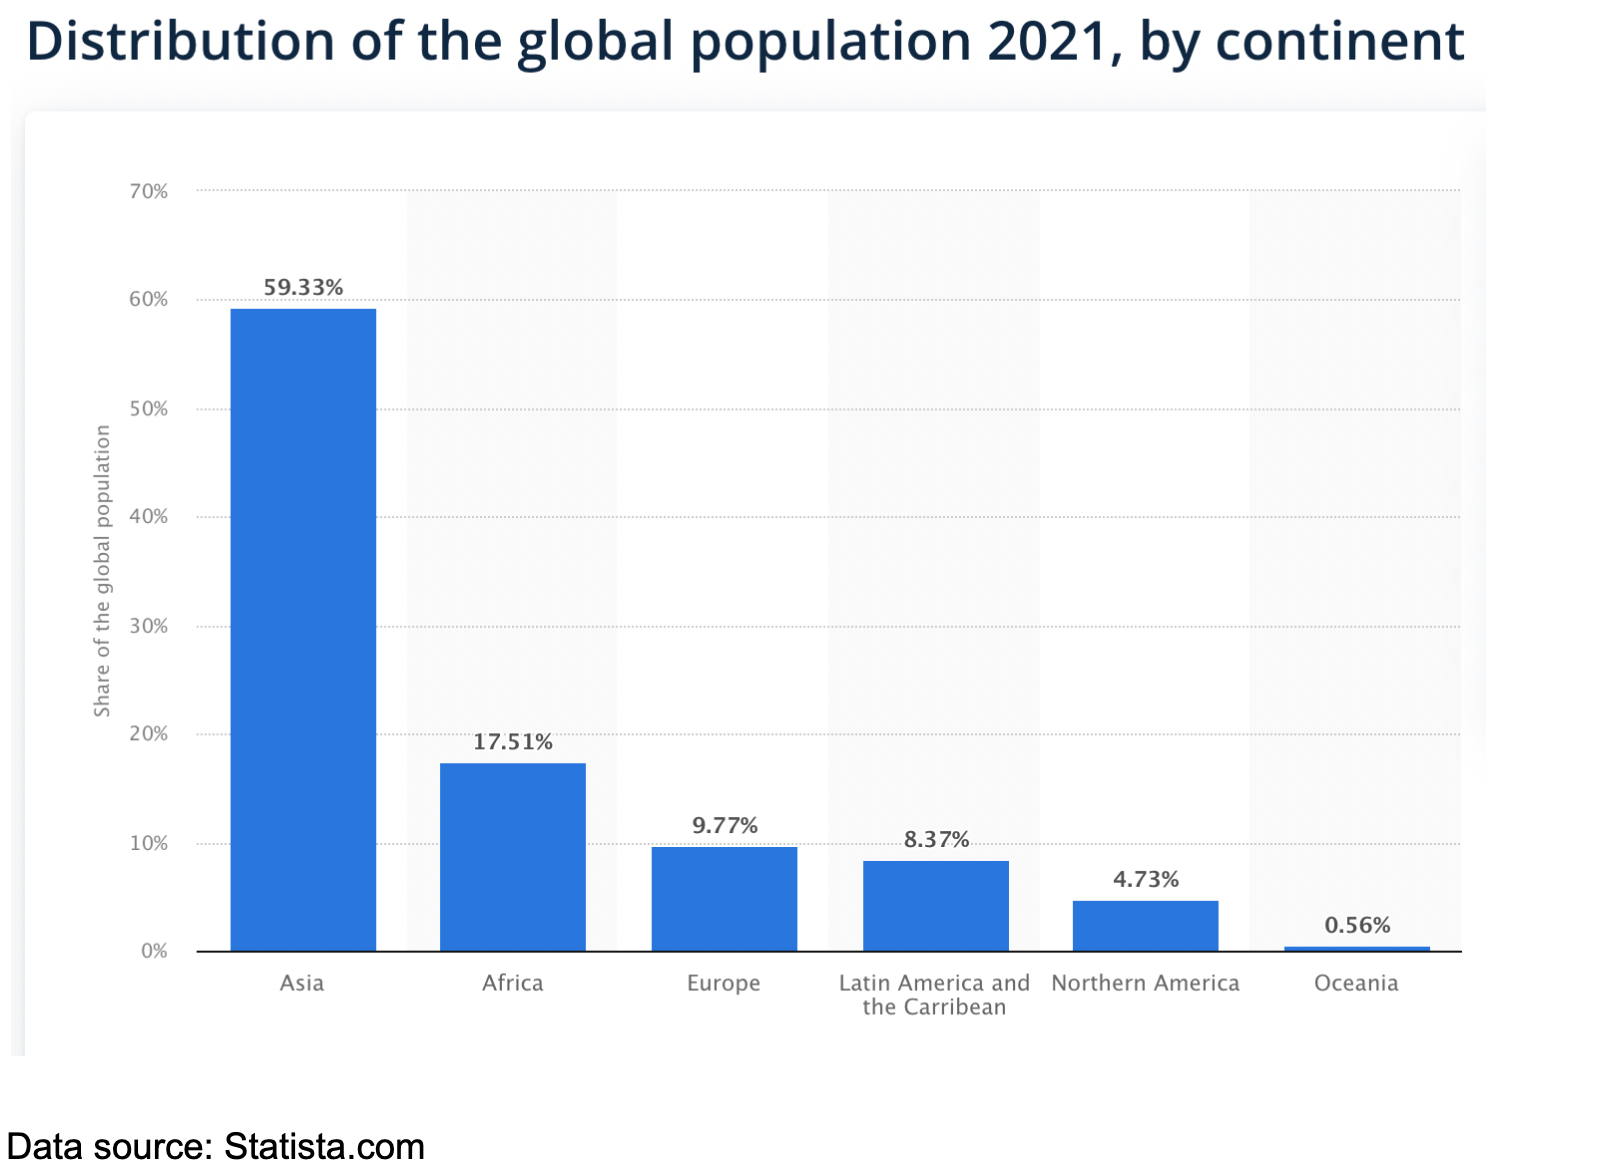 Distribution of the global population 2021, by continent
70%
60%
50%
40%
30%
20%
10%
0%
Share of the global population
59.33%
17.51%
9.77%
8.37%
4.73%
0.56%
Asia
Africa
Europe
Latin America and
the Carribean
Northern America
Oceania
Data source: Statista.com